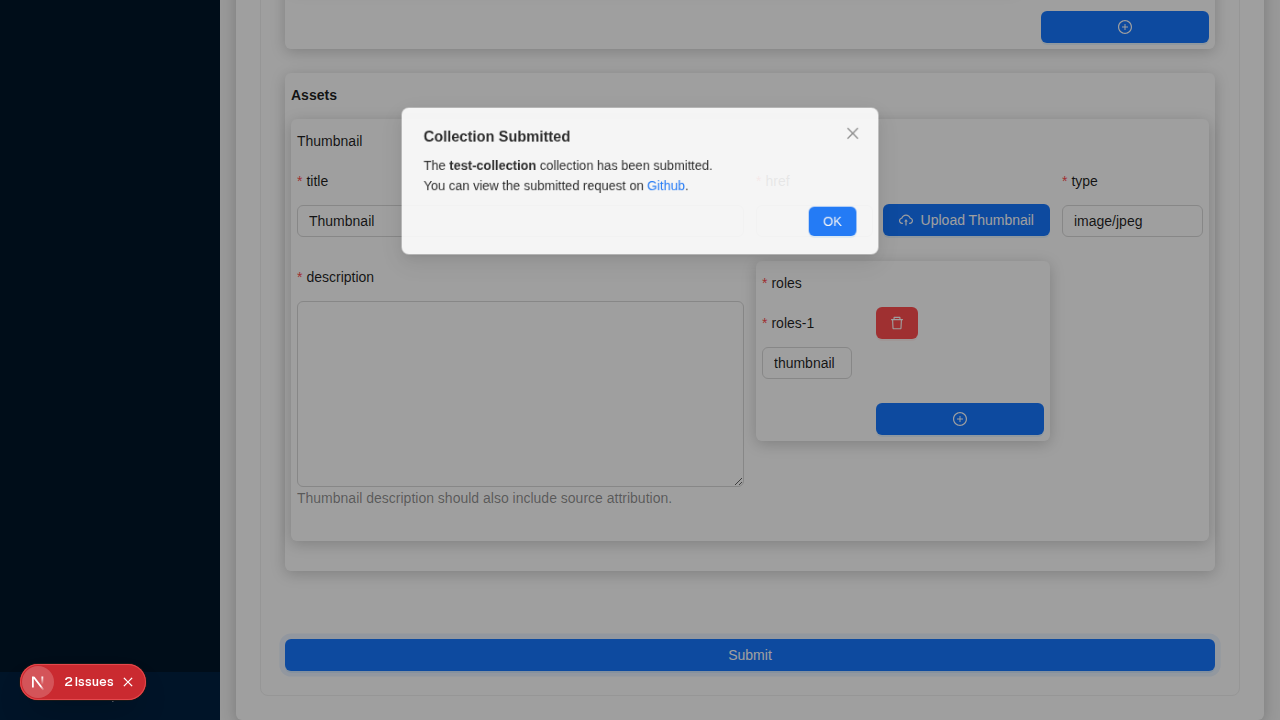 Assets
Collection Submitted
Thumbnail
The test-collection collection has been submitted.
* title
* href
* type
You can view the submitted request on Github.
Thumbnail
OK
Upload Thumbnail
image/jpeg
* description
* roles
* roles-1
thumbnail
Thumbnail description should also include source attribution.
Submit
N 2 Issues